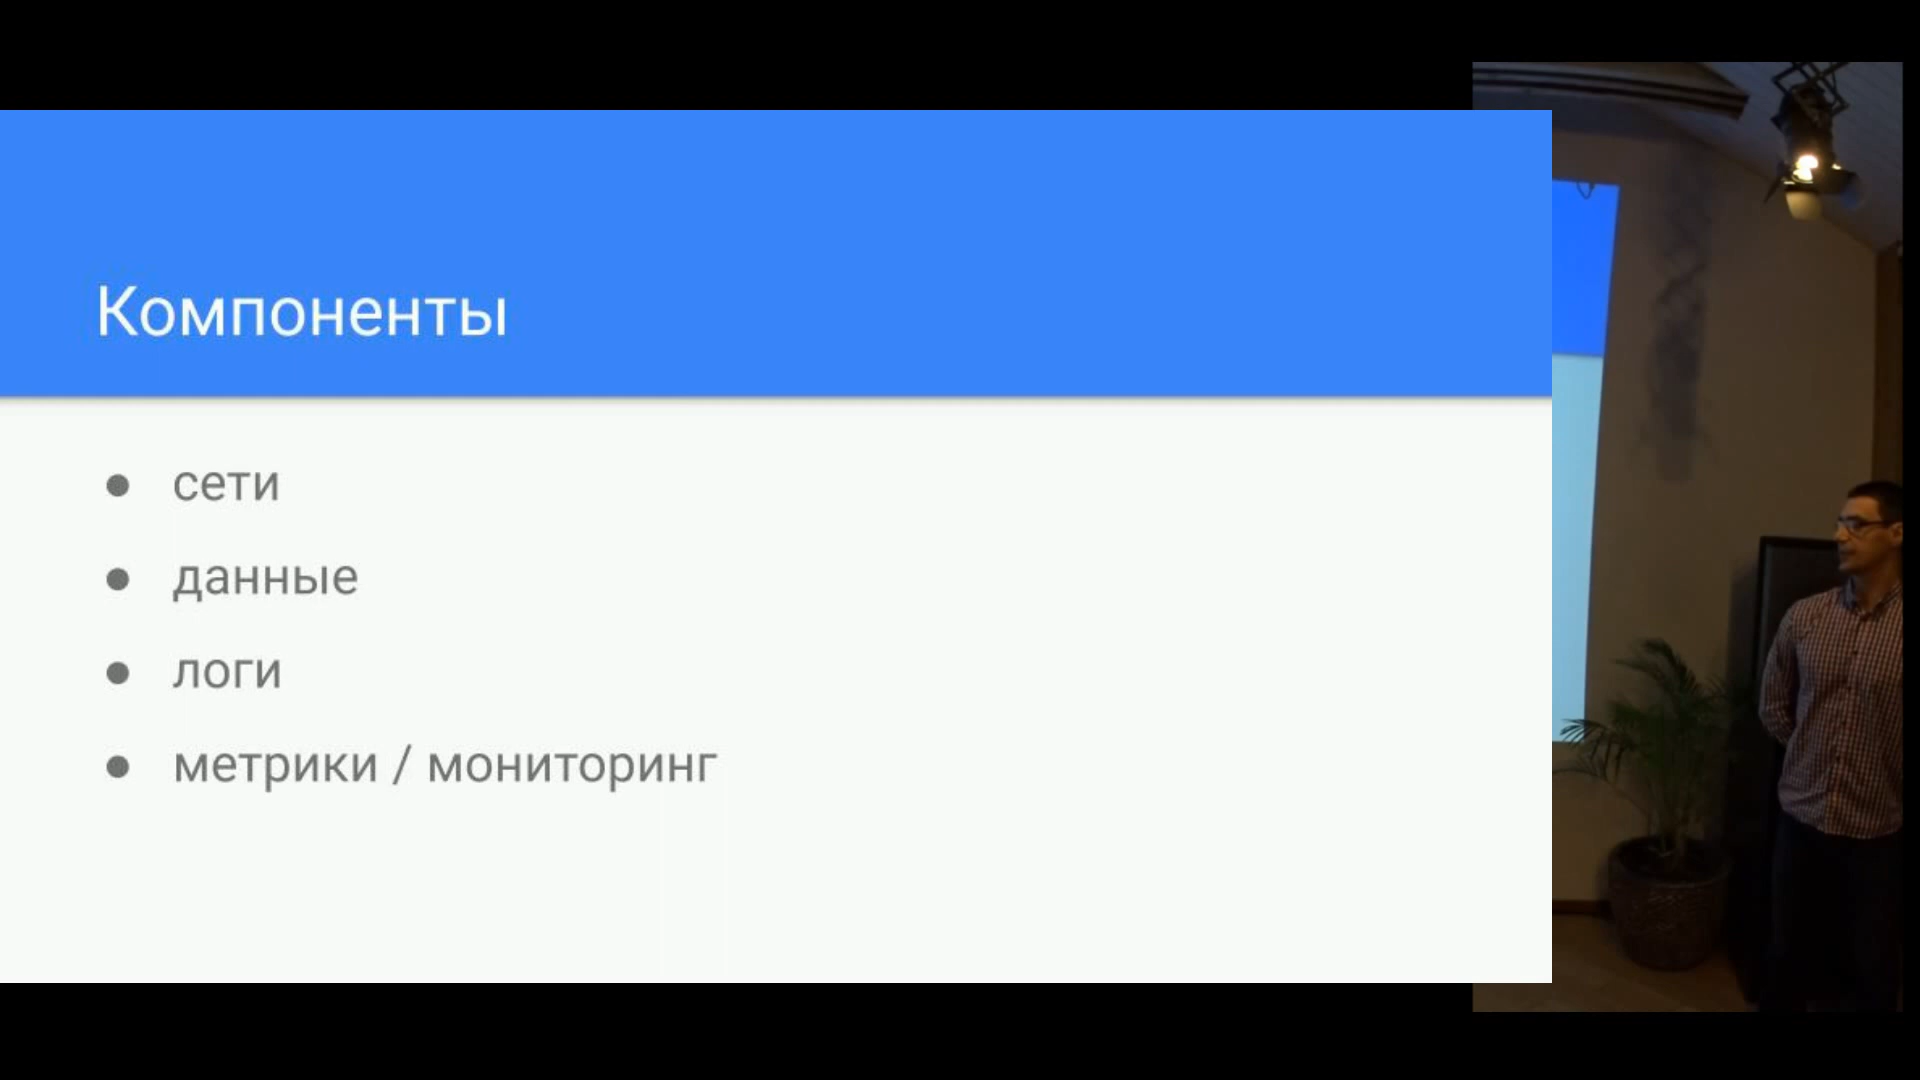 Компоненты
● сети
● данные
● логи
● метрики / мониторинг